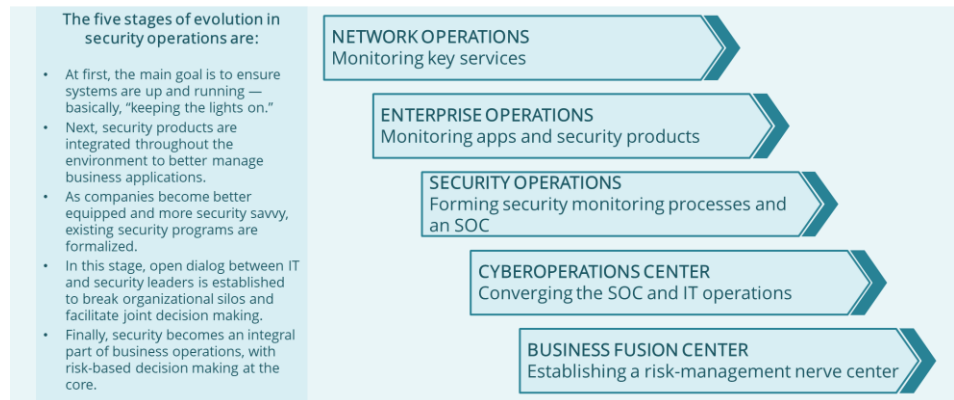 The five stages of evolution in
security operations are:
• At first, the main goal is to ensure
systems are up and running —
basically, “keeping the lights on.”
• Next, security products are
integrated throughout the
environment to better manage
business applications.
• As companies become better
equipped and more security savvy,
existing security programs are
formalized.
• In this stage, open dialog between IT
and security leaders is established
to break organizational silos and
facilitate joint decision making.
• Finally, security becomes an integral
part of business operations, with
risk-based decision making at the
core.
NETWORK OPERATIONS
Monitoring key services
ENTERPRISE OPERATIONS
Monitoring apps and security products
SECURITY OPERATIONS
Forming security monitoring processes and
an SOC
CYBEROPERATIONS CENTER
Converging the SOC and IT operations
BUSINESS FUSION CENTER
Establishing a risk-management nerve center